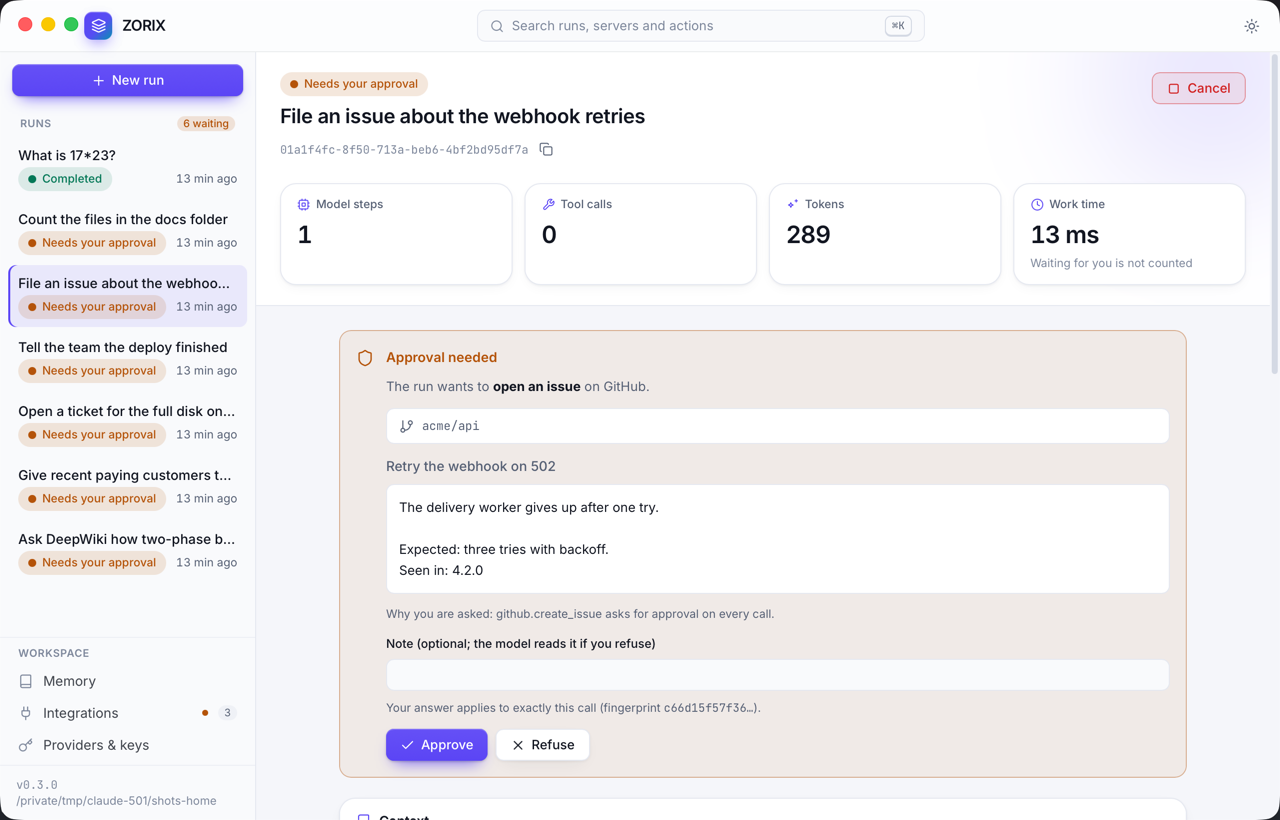 ZORIX
Search runs, servers and actions
⌘K
New run
RUNS
6 waiting
What is 17*23?
Completed
13 min ago
Count the files in the docs folder
Needs your approval
13 min ago
File an issue about the webhoo…
Needs your approval
13 min ago
Tell the team the deploy finished
Needs your approval
13 min ago
Open a ticket for the full disk on…
Needs your approval
13 min ago
Give recent paying customers t…
Needs your approval
13 min ago
Ask DeepWiki how two-phase b…
Needs your approval
13 min ago
WORKSPACE
Memory
Integrations
3
Providers & keys
v0.3.0
/private/tmp/claude-501/shots-home
Needs your approval
Cancel
File an issue about the webhook retries
01a1f4fc-8f50-713a-beb6-4bf2bd95df7a
Model steps
1
Tool calls
0
Tokens
289
Work time
13 ms
Waiting for you is not counted
Approval needed
The run wants to open an issue on GitHub.
acme/api
Retry the webhook on 502
The delivery worker gives up after one try.
Expected: three tries with backoff.
Seen in: 4.2.0
Why you are asked: github.create_issue asks for approval on every call.
Note (optional; the model reads it if you refuse)
Your answer applies to exactly this call (fingerprint c66d15f57f36…).
Approve
Refuse
Context